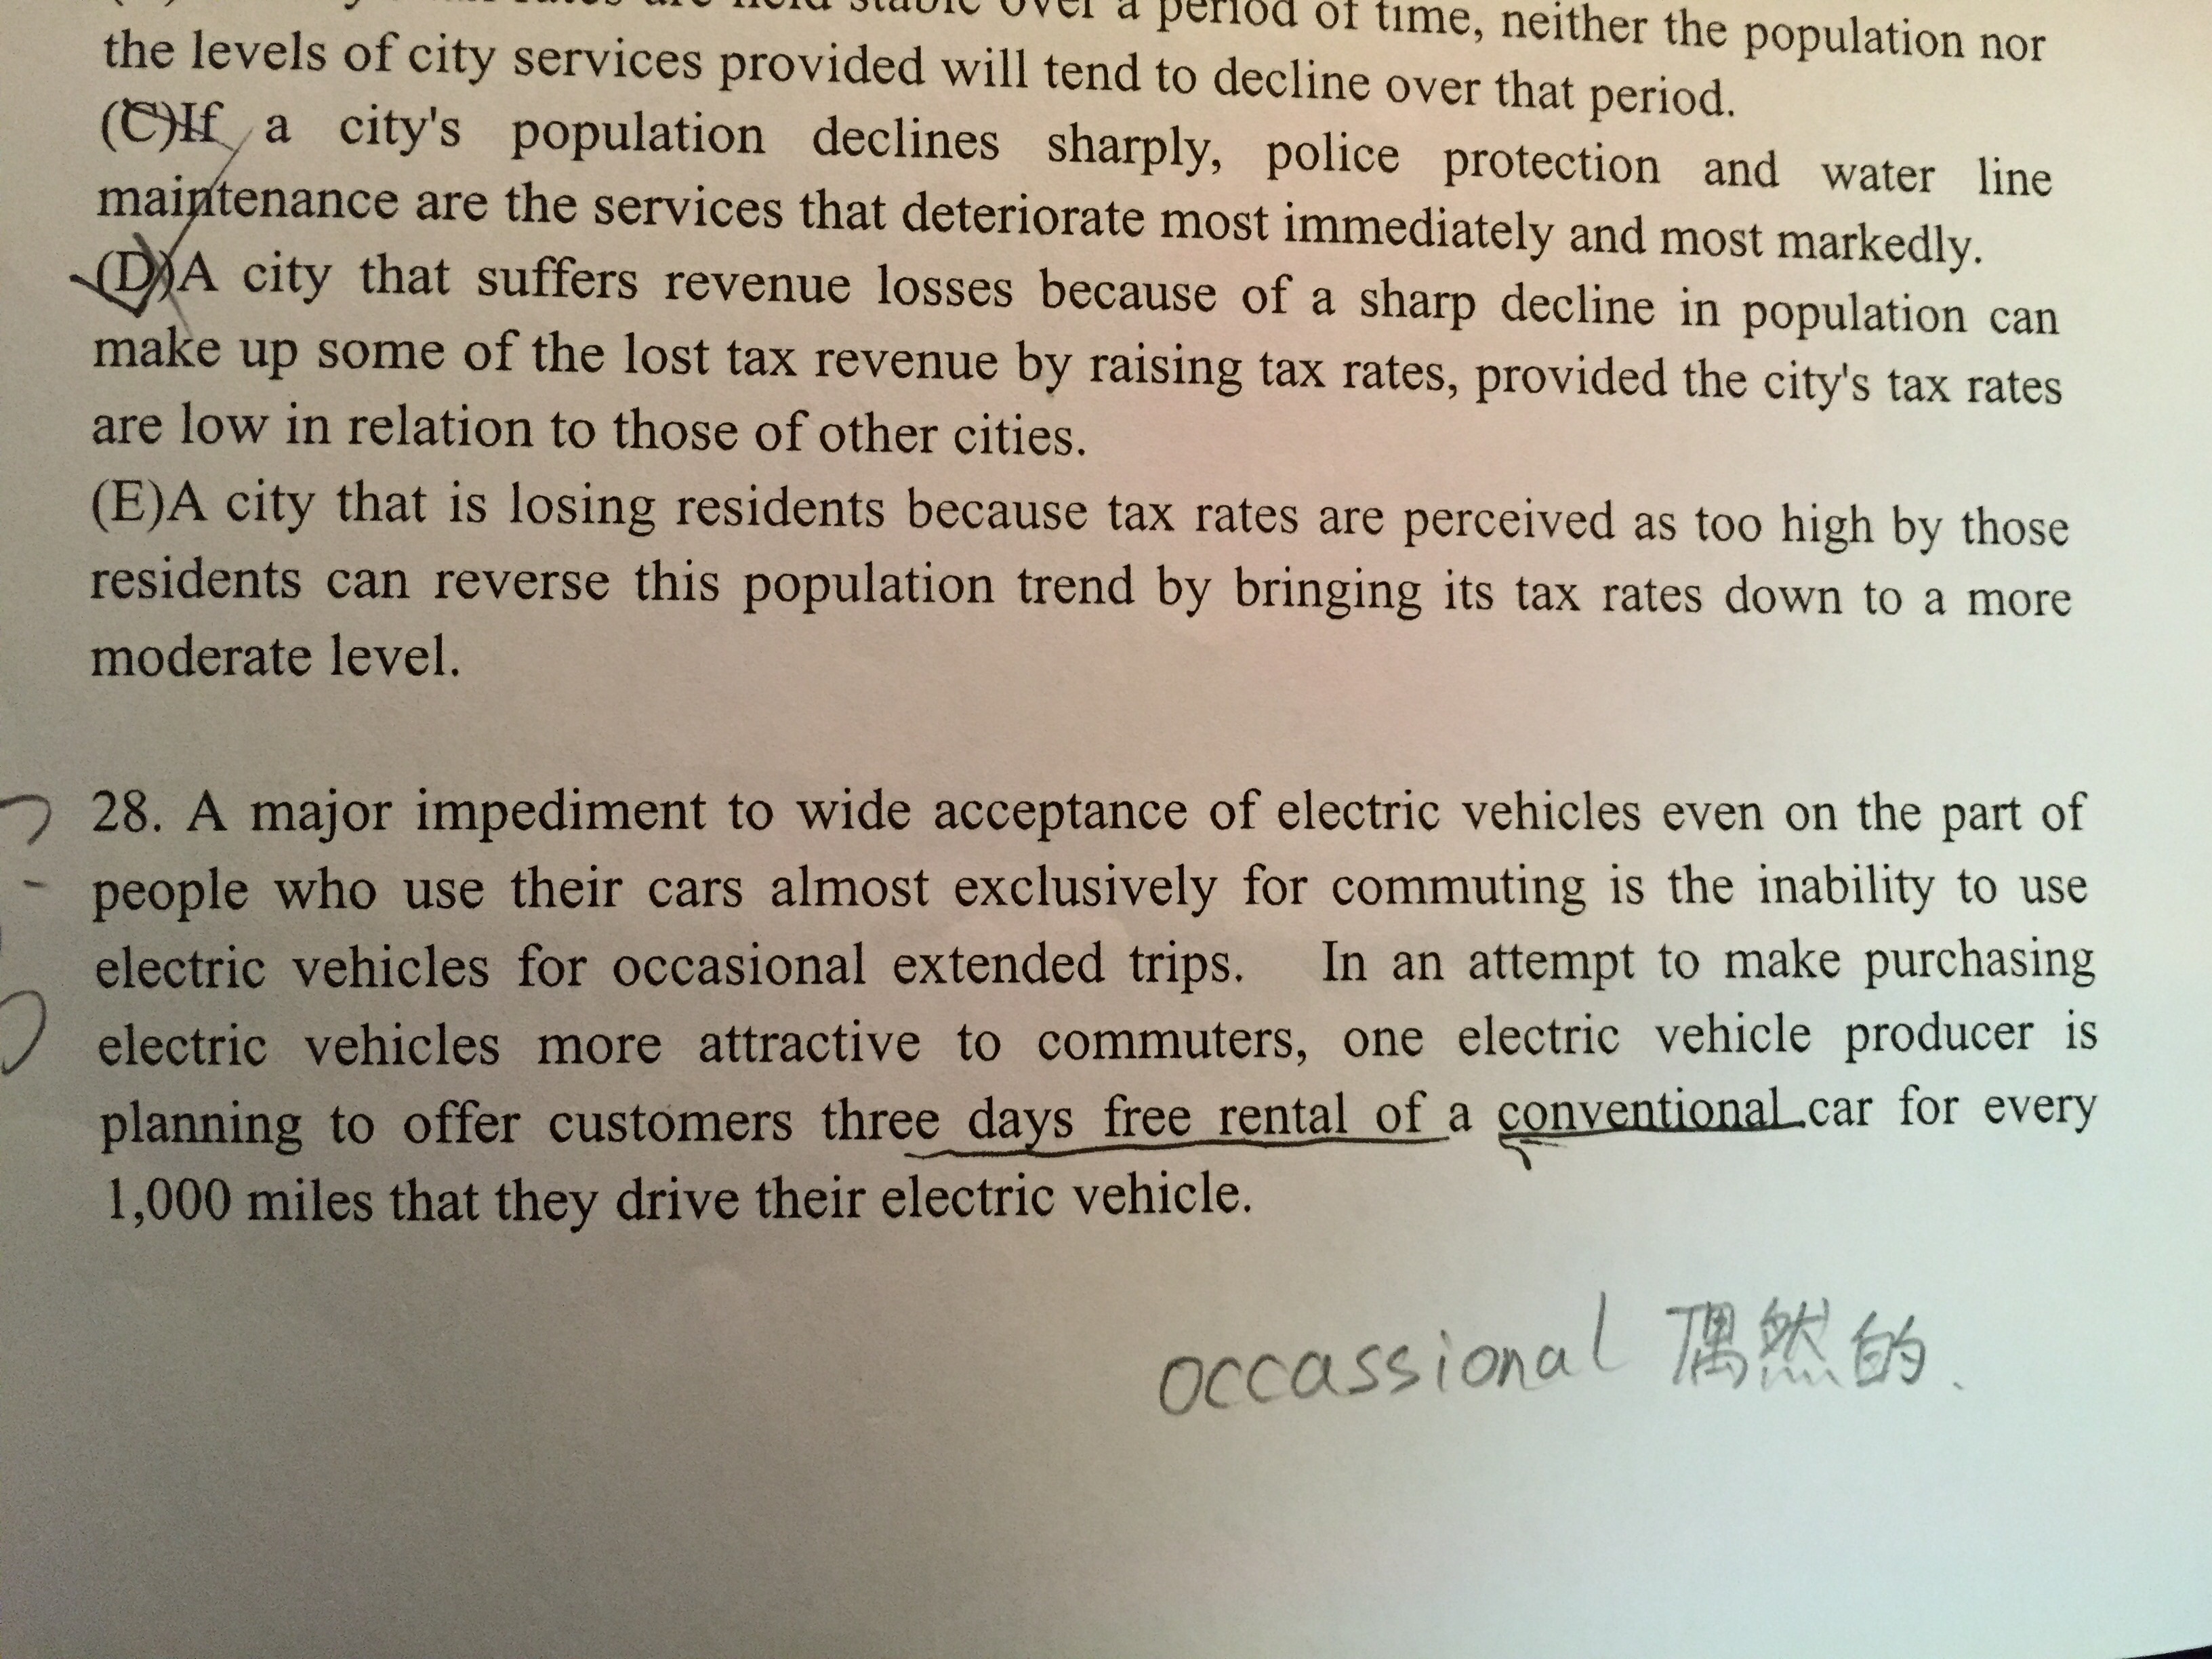 rates are held stable over a period of time, neither the population nor
the levels of city services provided will tend to decline over that period.
(C)If a city's population declines sharply, police protection and water line
maintenance are the services that deteriorate most immediately and most markedly.
(D)A city that suffers revenue losses because of a sharp decline in population can
make up some of the lost tax revenue by raising tax rates, provided the city's tax rates
are low in relation to those of other cities.
(E)A city that is losing residents because tax rates are perceived as too high by those
residents can reverse this population trend by bringing its tax rates down to a more
moderate level.
28. A major impediment to wide acceptance of electric vehicles even on the part of
people who use their cars almost exclusively for commuting is the inability to use
electric vehicles for occasional extended trips. In an attempt to make purchasing
electric vehicles more attractive to commuters, one electric vehicle producer is
planning to offer customers three days free rental of a conventional car for every
1,000 miles that they drive their electric vehicle.
occassional 偶然的.